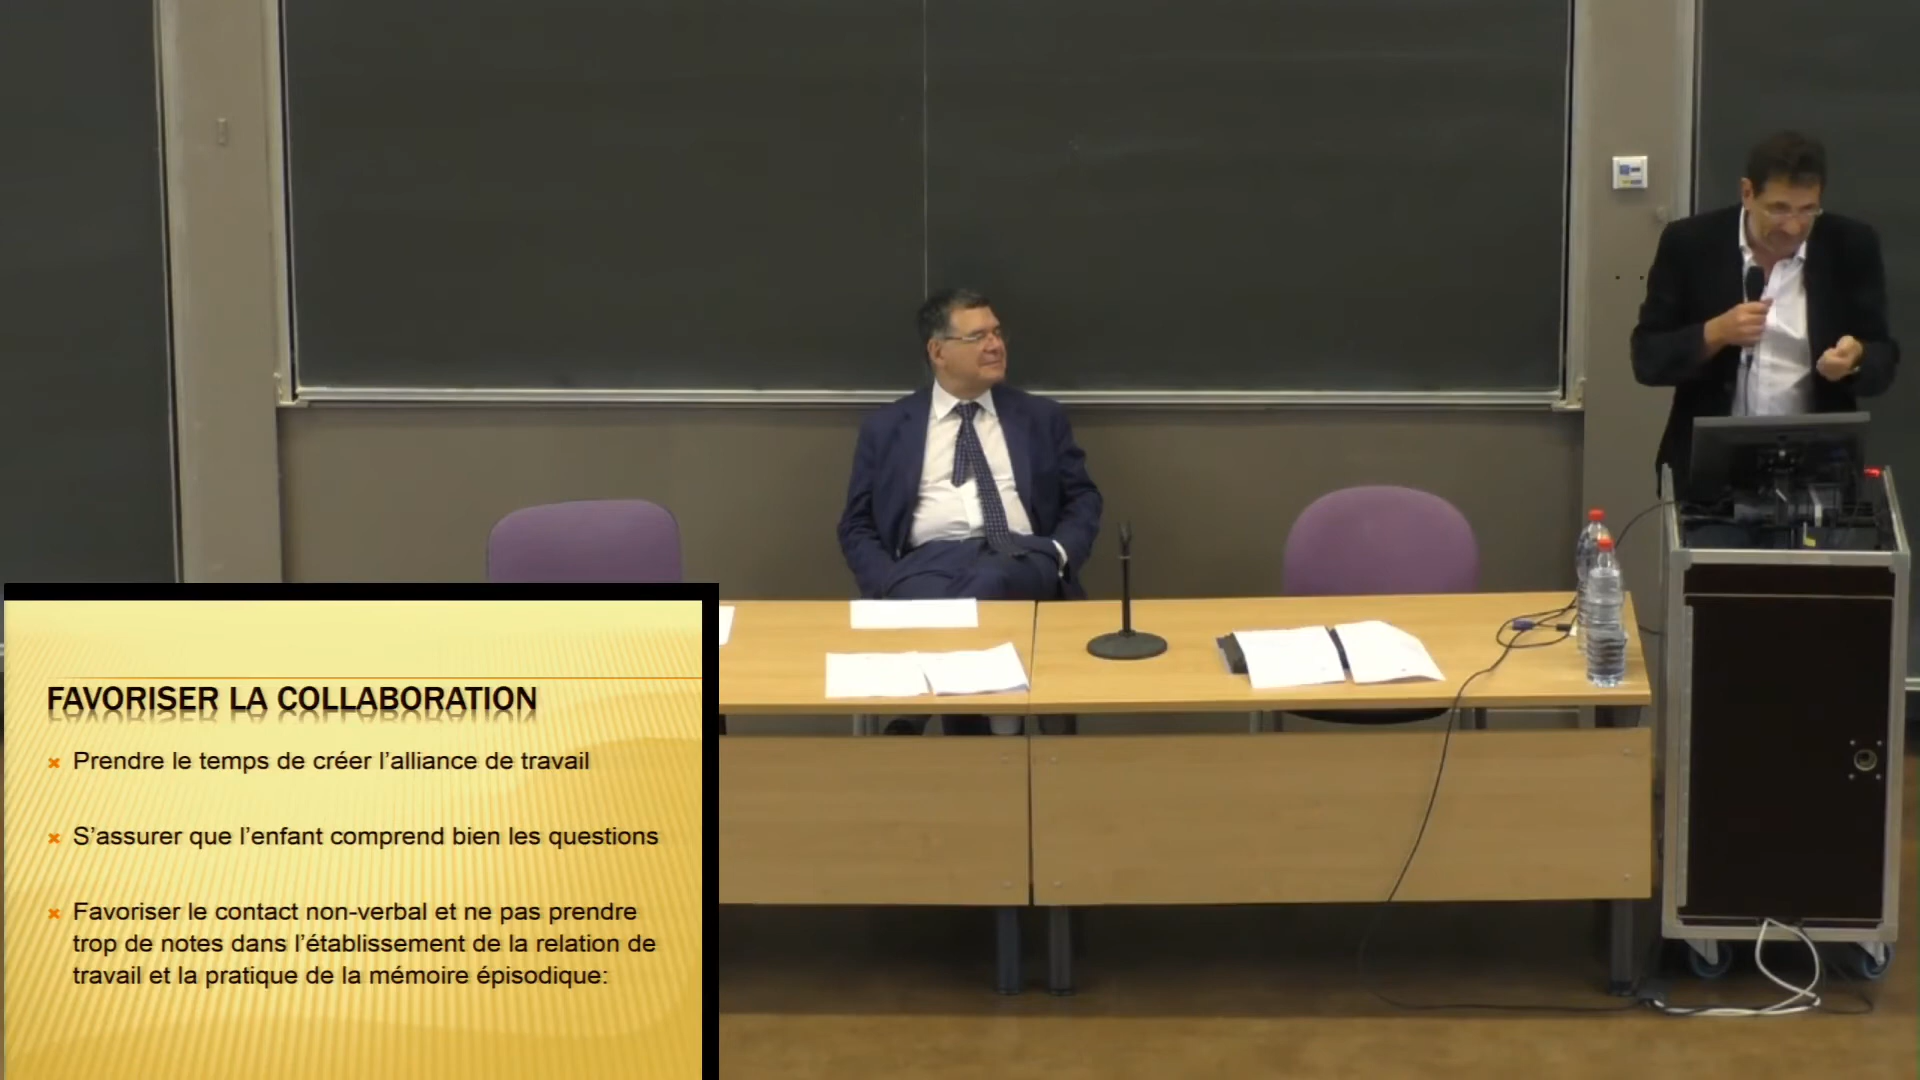 FAVORISER LA COLLABORATION
Prendre le temps de créer l’alliance de travail
S’assurer que l’enfant comprend bien les questions
Favoriser le contact non-verbal et ne pas prendre
trop de notes dans l’établissement de la relation de
travail et la pratique de la mémoire épisodique: